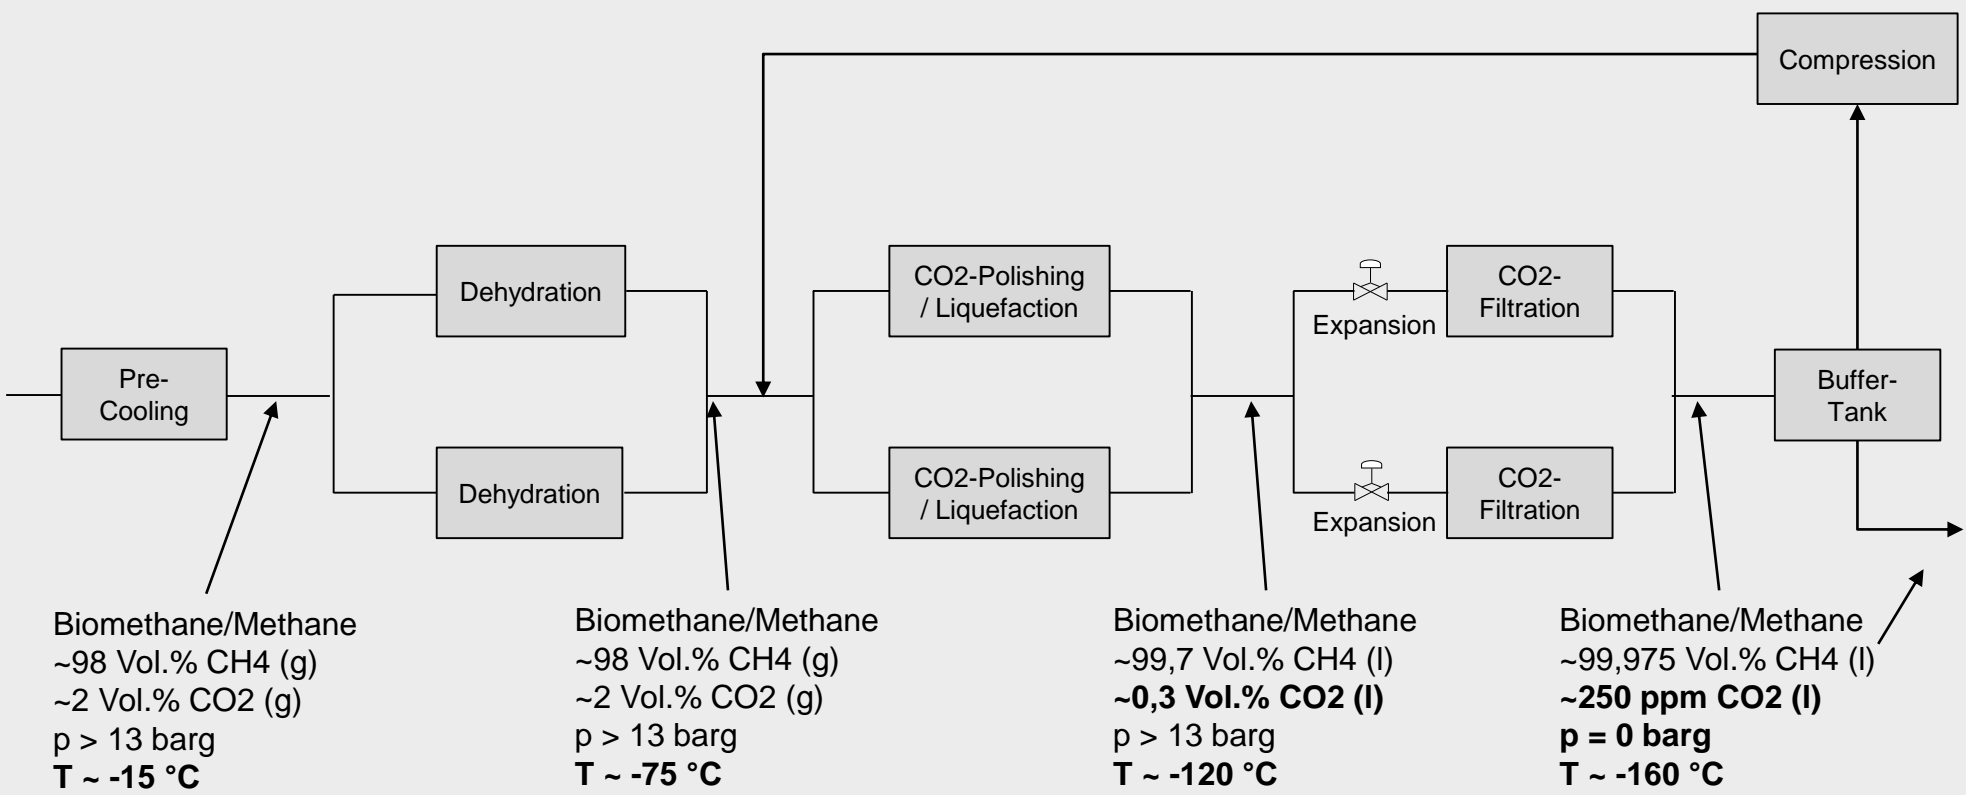 Compression
Dehydration
CO2-Polishing
/ Liquefaction
Expansion
CO2-
Filtration
Pre-
Cooling
Buffer-
Tank
Dehydration
CO2-Polishing
/ Liquefaction
Expansion
CO2-
Filtration
Biomethane/Methane
~98 Vol.% CH4 (g)
~2 Vol.% CO2 (g)
p > 13 barg
T ~ -15 °C
Biomethane/Methane
~98 Vol.% CH4 (g)
~2 Vol.% CO2 (g)
p > 13 barg
T ~ -75 °C
Biomethane/Methane
~99,7 Vol.% CH4 (l)
~0,3 Vol.% CO2 (l)
p > 13 barg
T ~ -120 °C
Biomethane/Methane
~99,975 Vol.% CH4 (l)
~250 ppm CO2 (l)
p = 0 barg
T ~ -160 °C